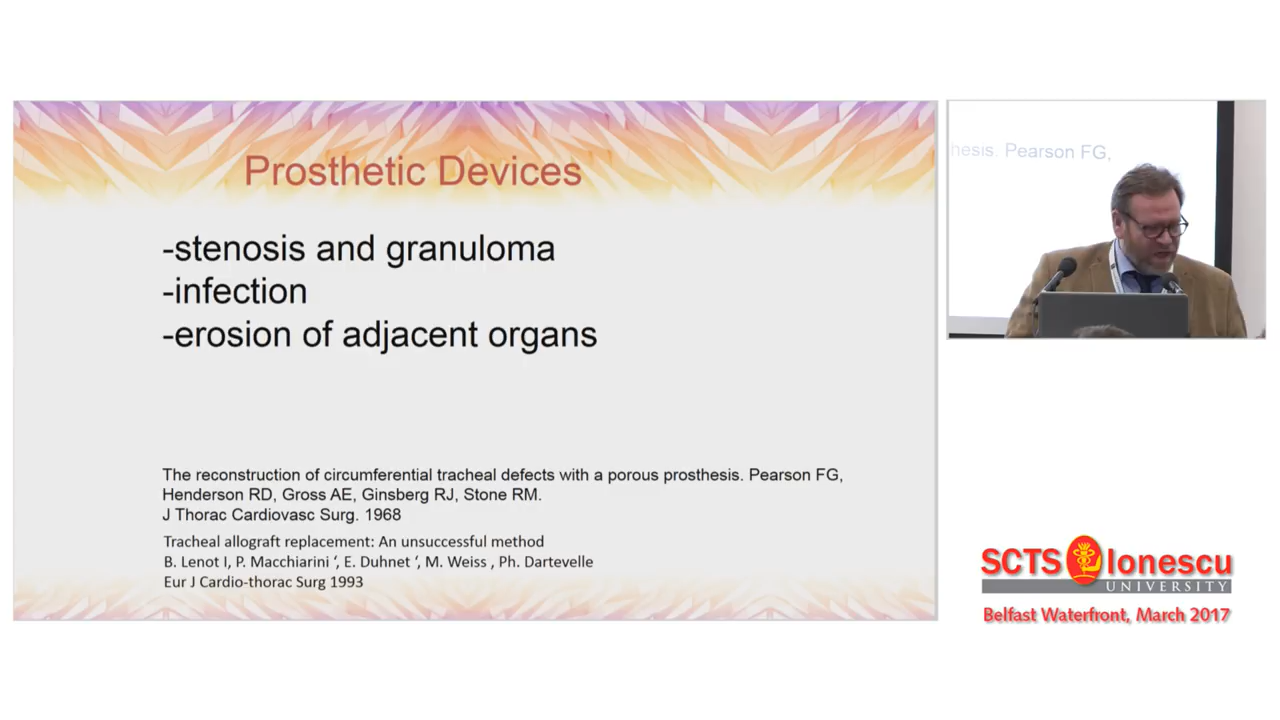 Prosthetic Devices
-stenosis and granuloma
-infection
-erosion of adjacent organs
The reconstruction of circumferential tracheal defects with a porous prosthesis. Pearson FG,
Henderson RD, Gross AE, Ginsberg RJ, Stone RM.
J Thorac Cardiovasc Surg. 1968
Tracheal allograft replacement: An unsuccessful method
B. Lenot I, P. Macchiarini ‘, E. Duhnet ‘, M. Weiss , Ph. Dartevelle
Eur J Cardio-thorac Surg 1993
hesis. Pearson FG,
SCTS Ionescu
UNIVERSITY
Belfast Waterfront, March 2017